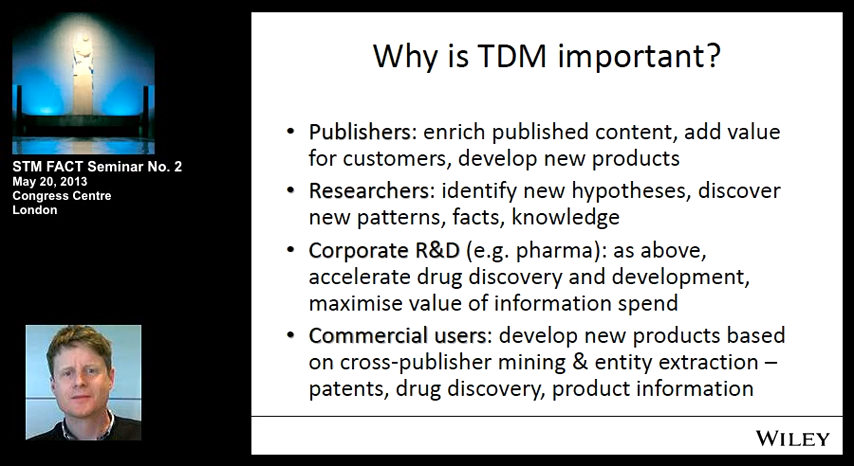 STM FACT Seminar No. 2
May 20, 2013
Congress Centre
London
Why is TDM important?
• Publishers: enrich published content, add value
for customers, develop new products
• Researchers: identify new hypotheses, discover
new patterns, facts, knowledge
• Corporate R&D (e.g. pharma): as above,
accelerate drug discovery and development,
maximise value of information spend
• Commercial users: develop new products based
on cross-publisher mining & entity extraction –
patents, drug discovery, product information
WILEY